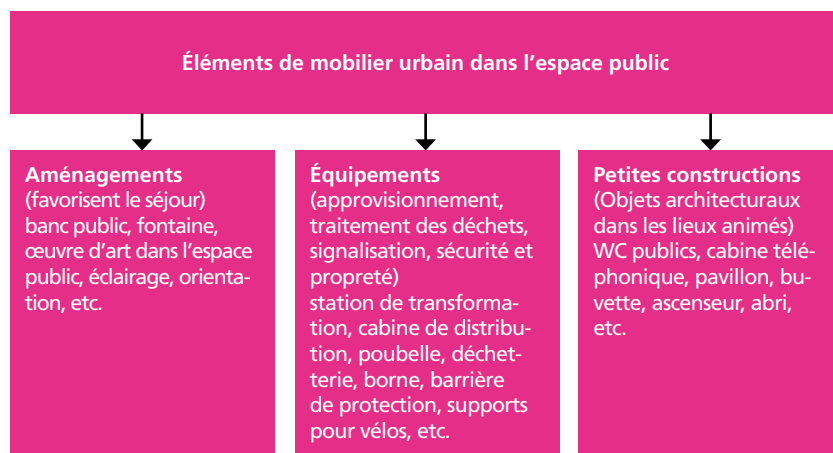 Éléments de mobilier urbain dans l’espace public
Aménagements
(favorisent le séjour)
banc public, fontaine,
œuvre d’art dans l’espace
public, éclairage, orienta-
tion, etc.
Équipements
(approvisionnement,
traitement des déchets,
signalisation, sécurité et
propreté)
station de transforma-
tion, cabine de distribu-
tion, poubelle, déchet-
terie, borne, barrière
de protection, supports
pour vélos, etc.
Petites constructions
(Objets architecturaux
dans les lieux animés)
WC publics, cabine télé-
phonique, pavillon, bu-
vette, ascenseur, abri,
etc.